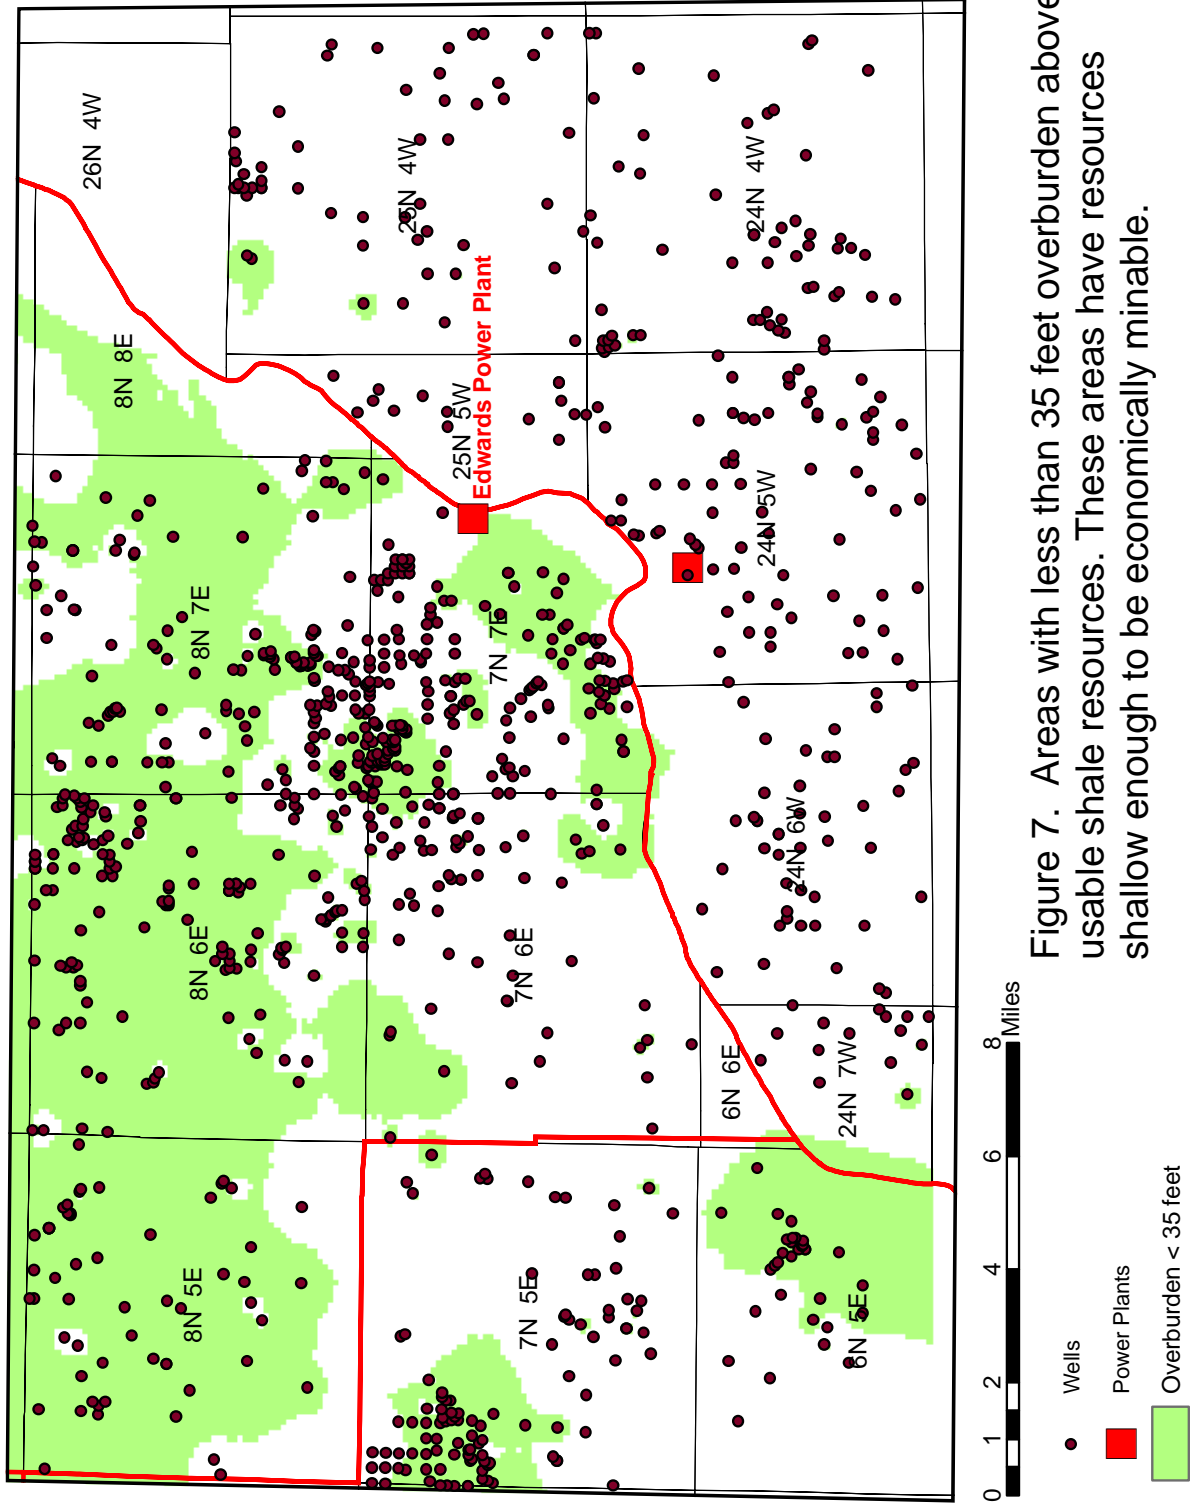 26N 4W
25N 4W
24N 4W
8N 8E
25N 5W
Edwards Power Plant
24N 5W
8N 7E
7N 7E
24N 6W
8N 6E
7N 6E
6N 6E
24N 7W
8N 5E
7N 5E
6N 5E
0 1 2 4 6 8
Miles
Wells
Power Plants
Overburden < 35 feet
Figure 7. Areas with less than 35 feet overburden above
usable shale resources. These areas have resources
shallow enough to be economically minable.